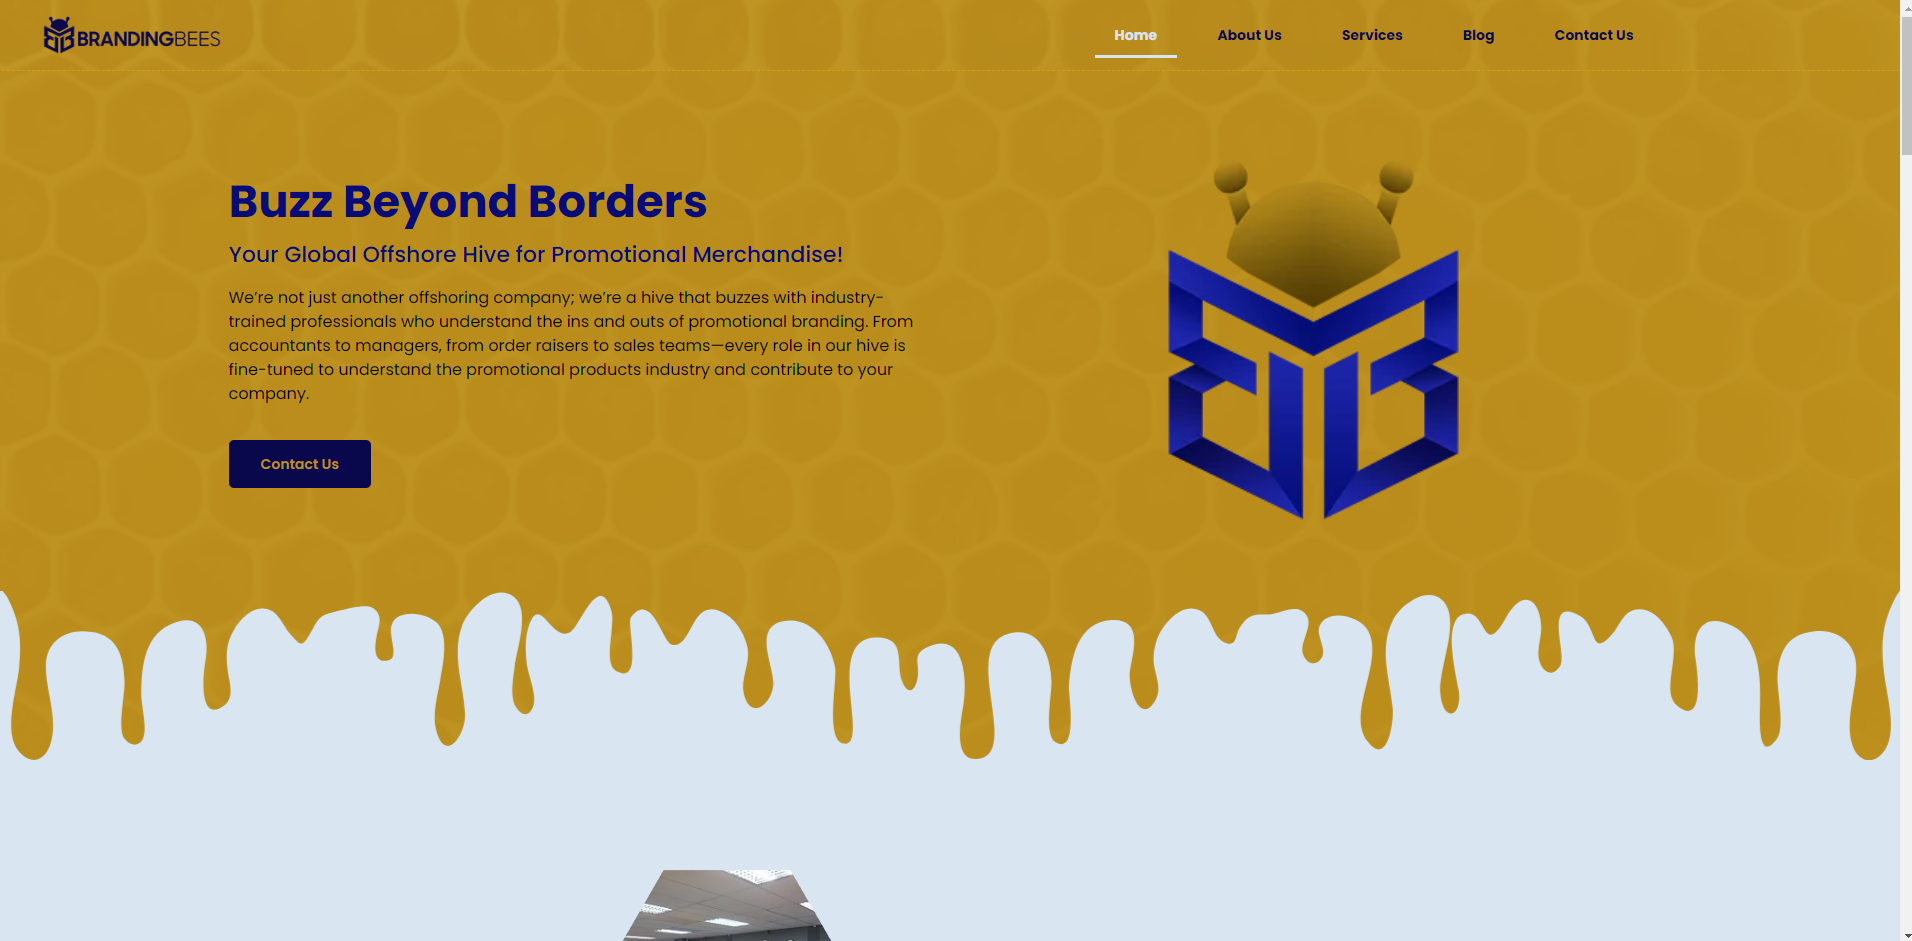 BRANDINGBEES
Home
About Us
Services
Blog
Contact Us
Buzz Beyond Borders
Your Global Offshore Hive for Promotional Merchandise!
We’re not just another offshoring company; we’re a hive that buzzes with industry-
trained professionals who understand the ins and outs of promotional branding. From
accountants to managers, from order raisers to sales teams—every role in our hive is
fine-tuned to understand the promotional products industry and contribute to your
company.
Contact Us